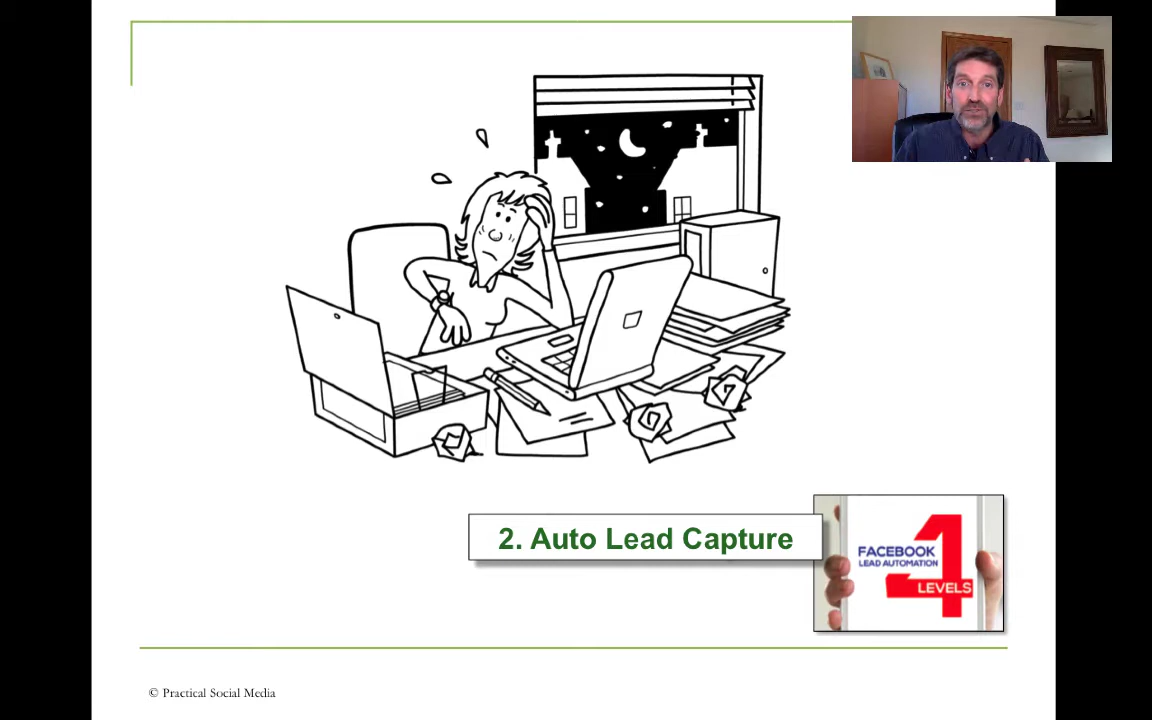 2. Auto Lead Capture
FACEBOOK
LEAD AUTOMATION
4
LEVELS
© Practical Social Media